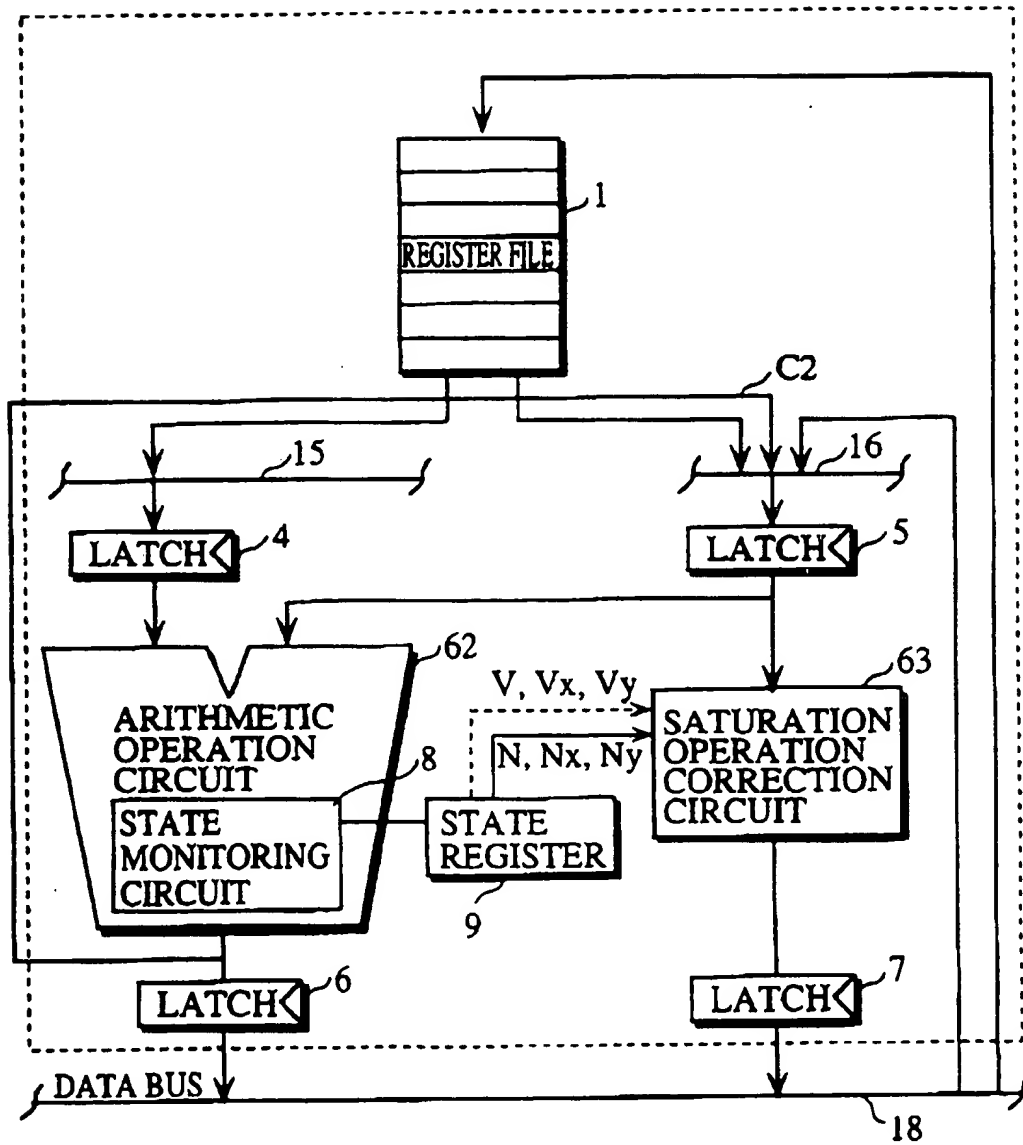 1
REGISTER FILE
C2
15
16
LATCH
4
LATCH
5
62
63
V, Vx, Vy
N, Nx, Ny
ARITHMETIC
OPERATION
CIRCUIT
8
STATE
MONITORING
CIRCUIT
STATE
REGISTER
9
SATURATION
OPERATION
CORRECTION
CIRCUIT
LATCH
6
LATCH
7
DATA BUS
18